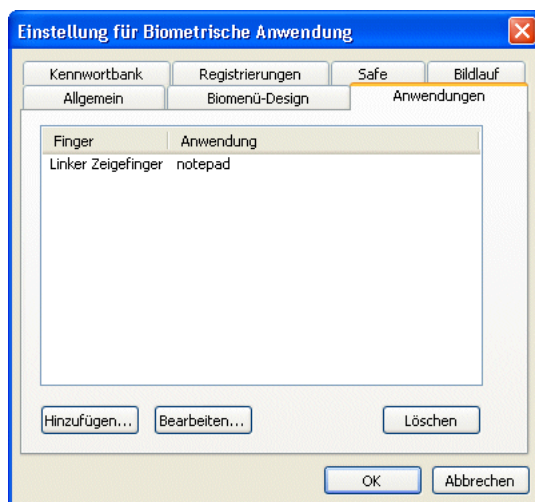 Einstellung für Biometrische Anwendung
Kennwortbank Registrierungen Safe Bildlauf
Allgemein Biomenü-Design Anwendungen
Finger Anwendung
Linker Zeigefinger notepad
Hinzufügen... Bearbeiten... Löschen
OK Abbrechen